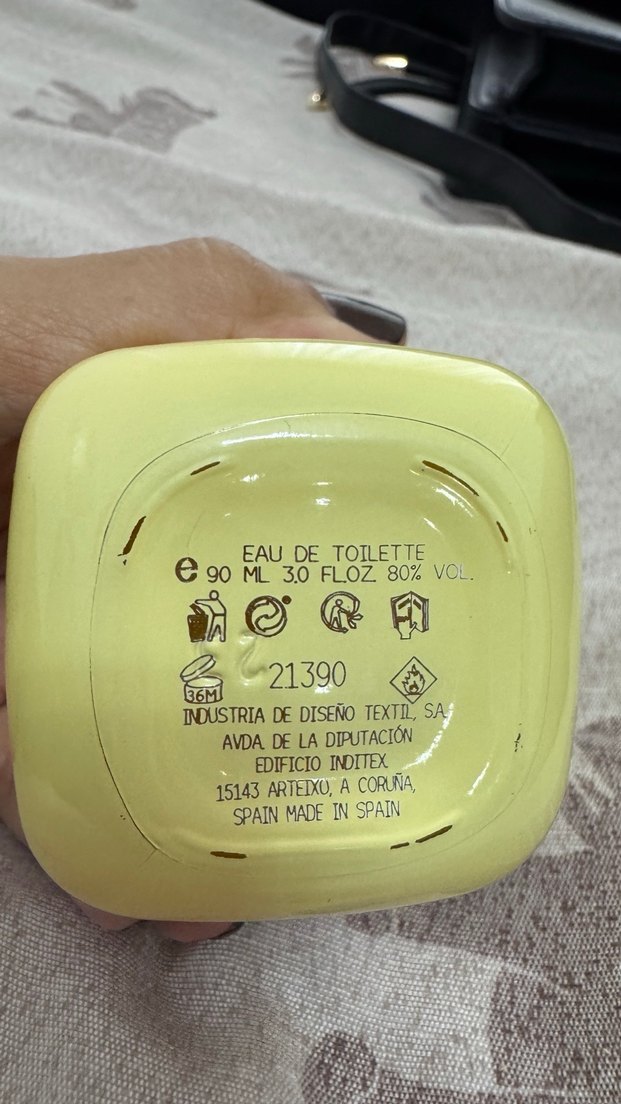 EAU DE TOILETTE
e 90 ML 3.0 FL.OZ. 80% VOL.
36M
21390
INDUSTRIA DE DISEÑO TEXTIL, S.A.
AVDA. DE LA DIPUTACIÓN
EDIFICIO INDITEX
15143 ARTEIXO, A CORUÑA,
SPAIN MADE IN SPAIN